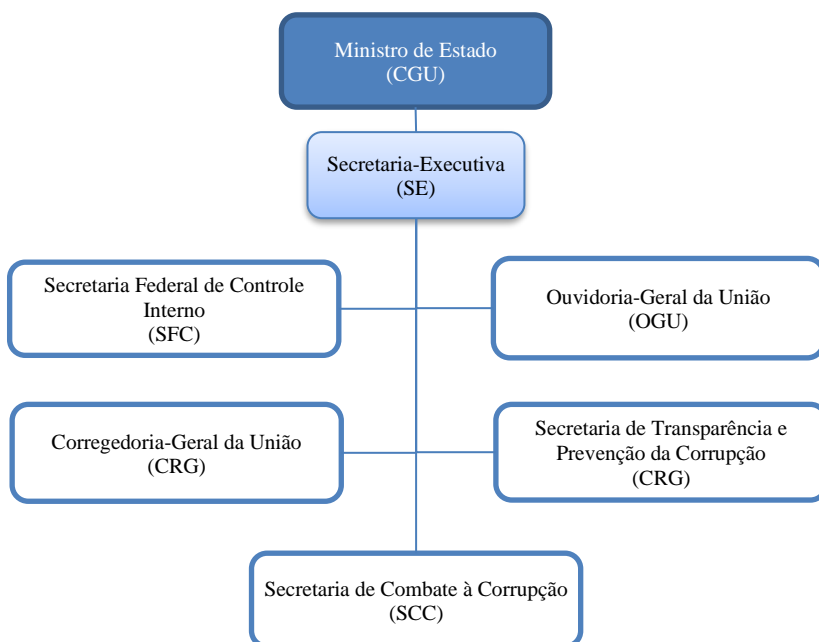 Ministro de Estado
(CGU)
Secretaria-Executiva
(SE)
Secretaria Federal de Controle
Interno
(SFC)
Ouvidoria-Geral da União
(OGU)
Corregedoria-Geral da União
(CRG)
Secretaria de Transparência e
Prevenção da Corrupção
(CRG)
Secretaria de Combate à Corrupção
(SCC)